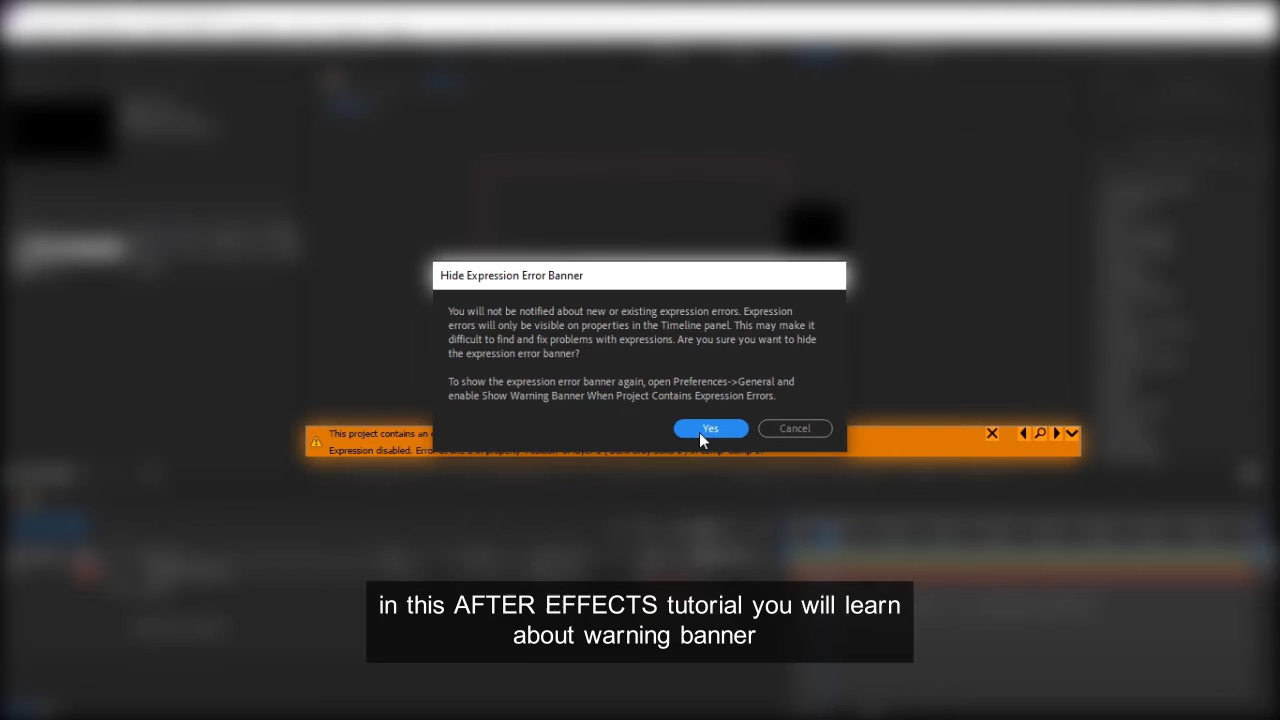 Hide Expression Error Banner
You will not be notified about new or existing expression errors. Expression
errors will only be visible on properties in the Timeline panel. This may make it
difficult to find and fix problems with expressions. Are you sure you want to hide
the expression error banner?
To show the expression error banner again, open Preferences->General and
enable Show Warning Banner When Project Contains Expression Errors.
Yes
Cancel
This project contains an
Expression disabled.
in this AFTER EFFECTS tutorial you will learn
about warning banner